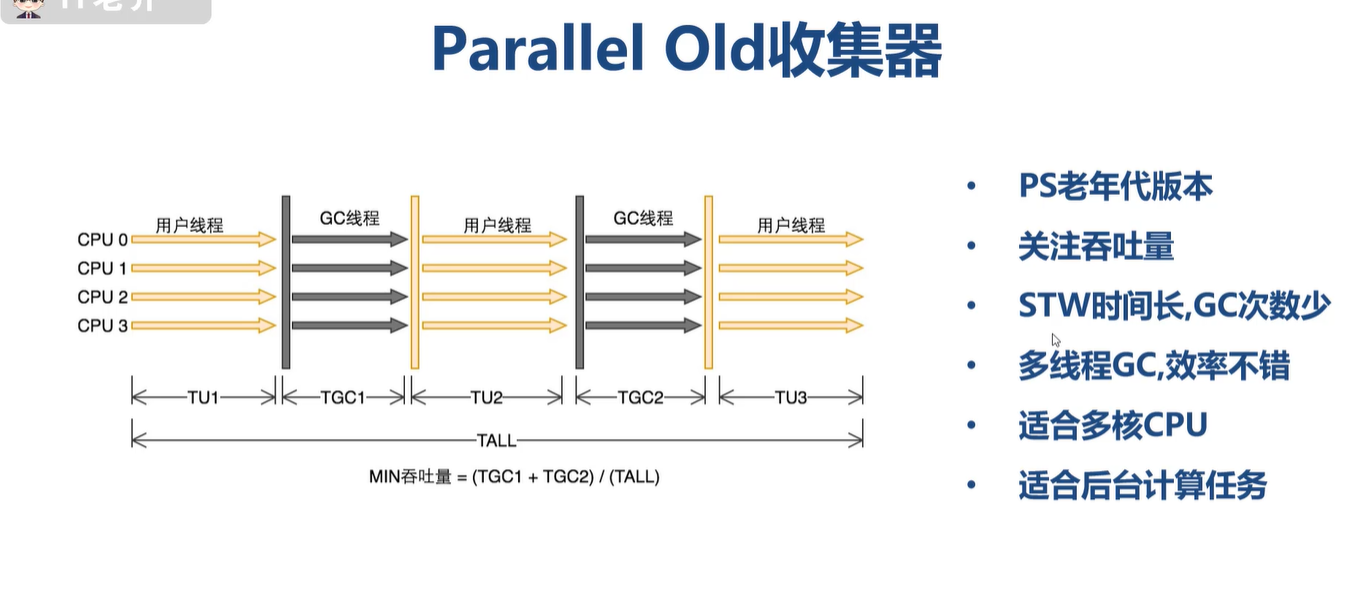 Parallel Old收集器
用户线程
GC线程
用户线程
GC线程
用户线程
CPU 0
CPU 1
CPU 2
CPU 3
TU1
TGC1
TU2
TGC2
TU3
TALL
MIN吞吐量 = (TGC1 + TGC2) / (TALL)
• PS老年代版本
• 关注吞吐量
• STW时间长,GC次数少
• 多线程GC,效率不错
• 适合多核CPU
• 适合后台计算任务